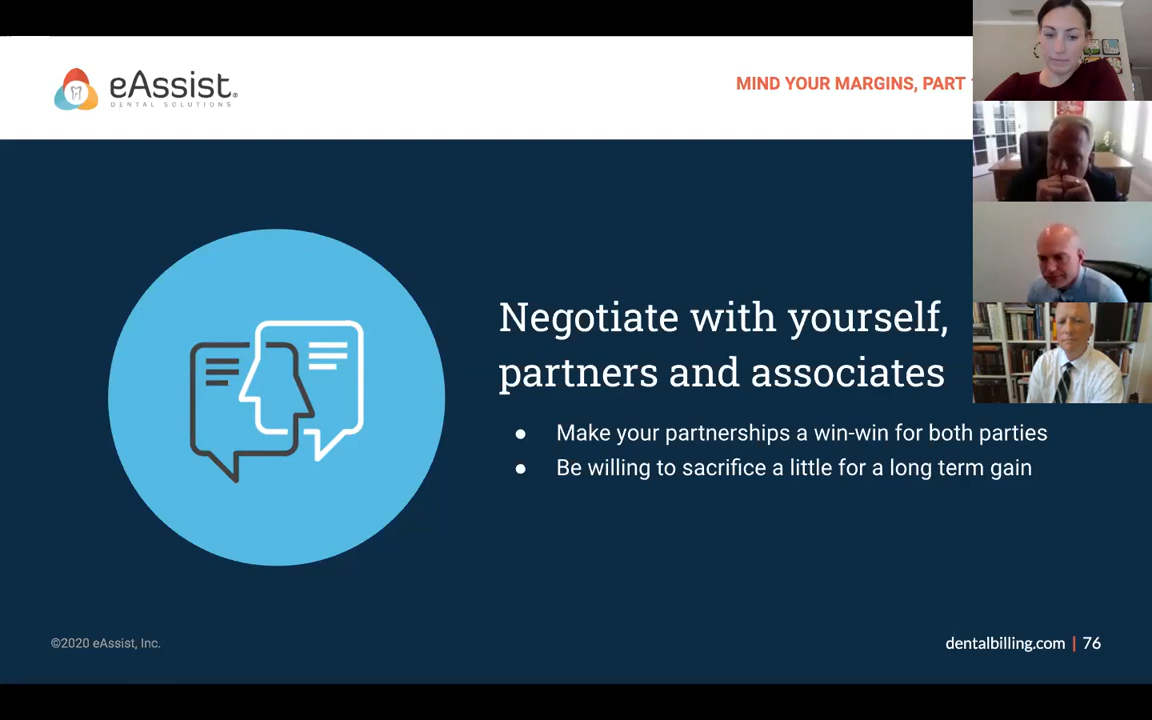 eAssist
DENTAL SOLUTIONS
MIND YOUR MARGINS, PART
Negotiate with yourself,
partners and associates
● Make your partnerships a win-win for both parties
● Be willing to sacrifice a little for a long term gain
©2020 eAssist, Inc.
dentalbilling.com | 76